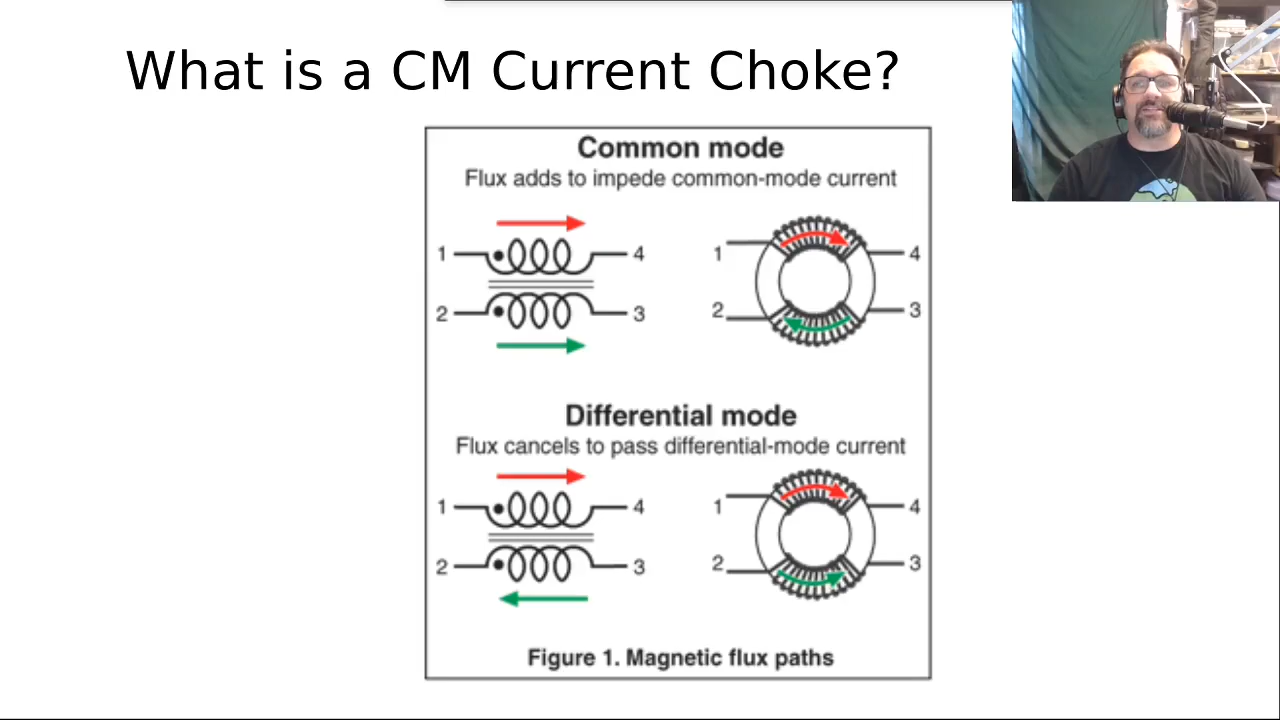 What is a CM Current Choke?
Common mode
Flux adds to impede common-mode current
1 4 1 4
2 3 2 3
Differential mode
Flux cancels to pass differential-mode current
1 4 1 4
2 3 2 3
Figure 1. Magnetic flux paths